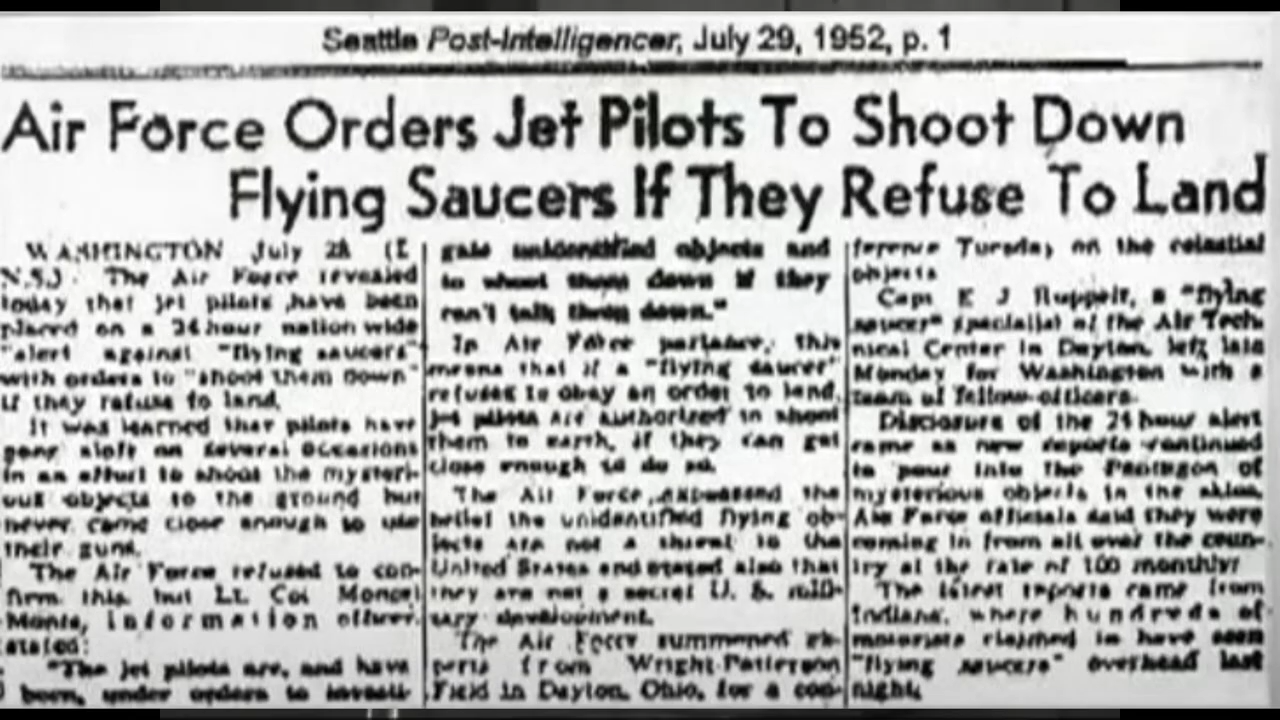 Seattle Post-Intelligencer, July 29, 1952, p. 1
Air Force Orders Jet Pilots To Shoot Down
Flying Saucers If They Refuse To Land
WASHINGTON July 28 (I.
N.S.) The Air Force revealed
today that jet pilots have been
placed on a 24 hour nation wide
"alert against "flying saucers"
with orders to "shoot them down"
if they refuse to land.
It was learned that pilots have
gone aloft on several occasions
in an effort to shoot the mysteri-
ous objects to the ground but
never came close enough to use
their guns.
The Air Force refused to con-
firm this, but Lt. Col Moncel
Monte, information officer,
stated:
"The jet pilots are, and have
been, under orders to investi-
gate unidentified objects and
to shoot them down if they
can't talk them down."
In Air Force parlance, this
means that if a "flying saucer"
refuses to obey an order to land,
jet pilots are authorized to shoot
them to earth, if they can get
close enough to do so.
The Air Force expressed the
belief the unidentified flying ob-
jects are not a threat to the
United States and stated also that
they are not a secret U. S. mili-
tary development.
The Air Force summoned ex-
perts from Wright-Patterson
Field in Dayton, Ohio, for a con-
ference Tuesday on the celestial
objects
Capt E J Ruppelt, a "flying
saucer" specialist of the Air Tech-
nical Center in Dayton, left late
Monday for Washington with a
team of fellow-officers.
Disclosure of the 24 hour alert
came as new reports continued
to pour into the Pentagon of
mysterious objects in the skies.
Air Force officials said they were
coming in from all over the coun-
try at the rate of 100 monthly.
The latest reports came from
Indiana, where hundreds of
motorists claimed to have seen
"flying saucers" overhead last
night.